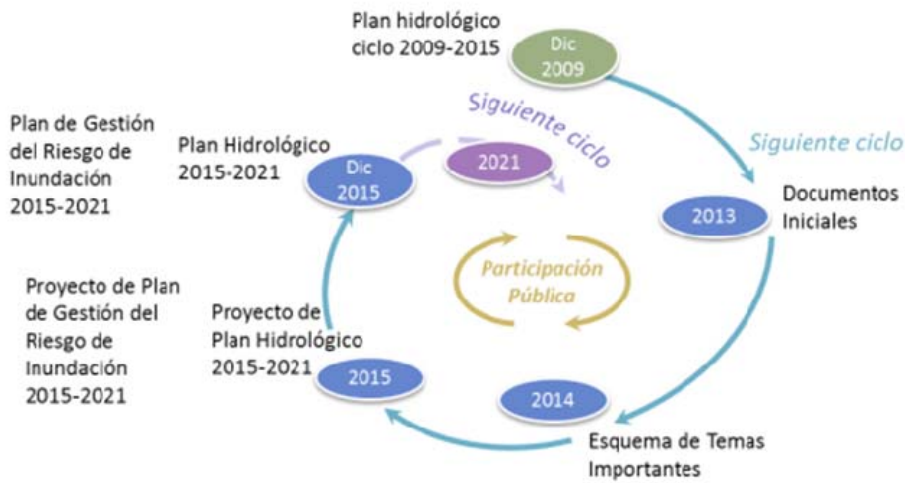 Plan hidrológico
ciclo 2009-2015
Dic
2009
Siguiente ciclo
2013
Documentos
Iniciales
2014
Esquema de Temas
Importantes
2015
Proyecto de
Plan Hidrológico
2015-2021
Proyecto de Plan
de Gestión del
Riesgo de
Inundación
2015-2021
Dic
2015
Plan Hidrológico
2015-2021
Plan de Gestión
del Riesgo de
Inundación
2015-2021
Siguiente ciclo
2021
Participación
Pública